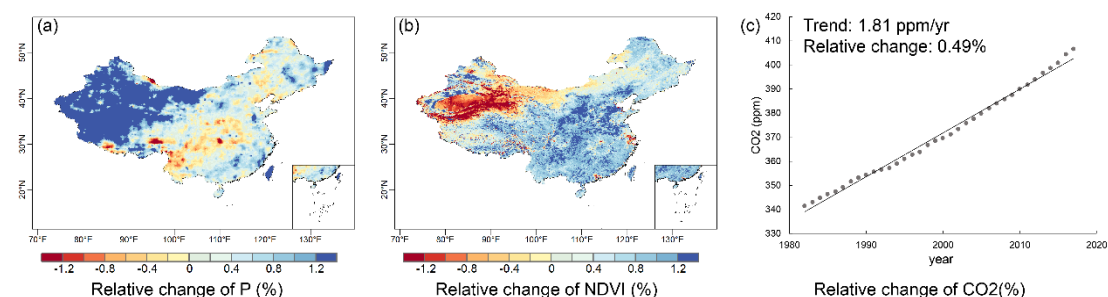 (a)
50°N
40°N
30°N
20°N
70°E
80°E
90°E
100°E
110°E
120°E
130°E
-1.2
-0.8
-0.4
0
0.4
0.8
1.2
Relative change of P (%)
(b)
50°N
40°N
30°N
20°N
70°E
80°E
90°E
100°E
110°E
120°E
130°E
-1.2
-0.8
-0.4
0
0.4
0.8
1.2
Relative change of NDVI (%)
(c)
Trend: 1.81 ppm/yr
Relative change: 0.49%
CO2 (ppm)
420
410
400
390
380
370
360
350
340
330
1980
1990
2000
2010
2020
year
Relative change of CO2(%)